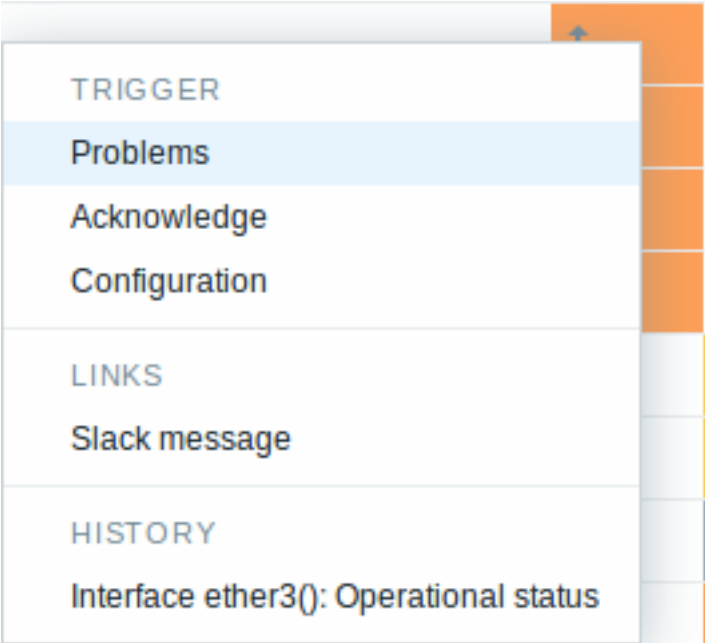 TRIGGER
Problems
Acknowledge
Configuration
LINKS
Slack message
HISTORY
Interface ether3(): Operational status